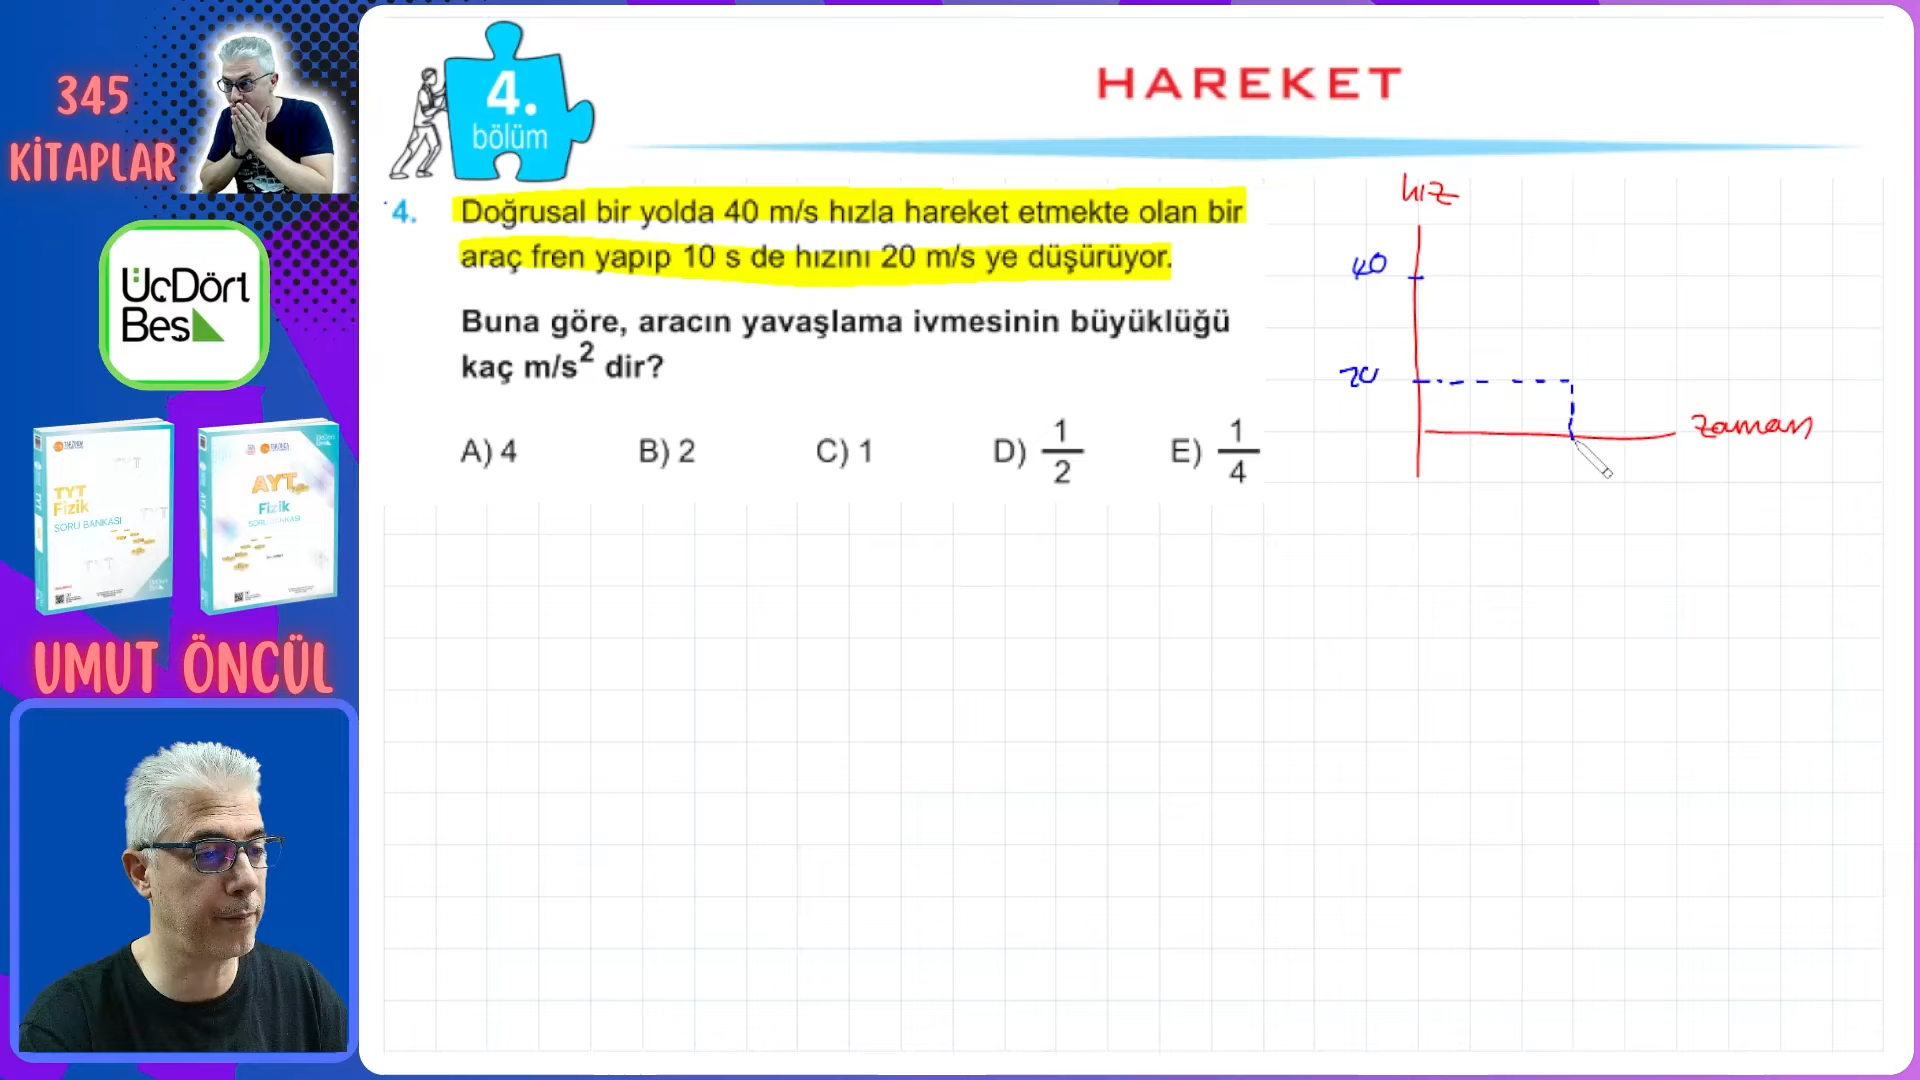 345
KİTAPLAR
ÜçDört
Beş
TYT
Fizik
SORU BANKASI
AYT
Fizik
SORU BANKASI
UMUT ÖNCÜL
4.
bölüm
HAREKET
4. Doğrusal bir yolda 40 m/s hızla hareket etmekte olan bir
araç fren yapıp 10 s de hızını 20 m/s ye düşürüyor.
Buna göre, aracın yavaşlama ivmesinin büyüklüğü
kaç m/s² dir?
A) 4 B) 2 C) 1 D) 1/2 E) 1/4
hız
40
20
zaman